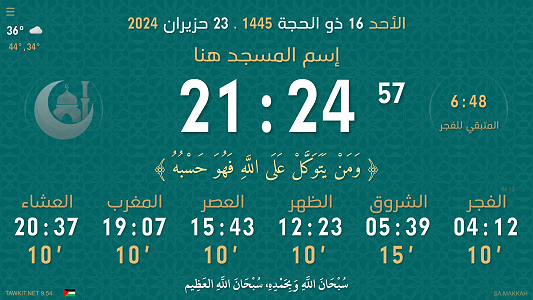 الأحد 16 ذو الحجة 1445 . 23 حزيران 2024
36°
44°,34°
إسم المسجد هنا
21:24 57
6:48
المتبقي للفجر
﴿ وَمَنْ يَتَوَكَّلْ عَلَى اللَّهِ فَهُوَ حَسْبُهُ ﴾
الفجر الشروق الظهر العصر المغرب العشاء
04:12 05:39 12:23 15:43 19:07 20:37
10′ 15′ 10′ 10′ 10′ 10′
سُبْحَانَ اللَّهِ وَبِحَمْدِهِ، سُبْحَانَ اللَّهِ العَظِيم
TAWKIT.NET 9.54
SA.MAKKAH